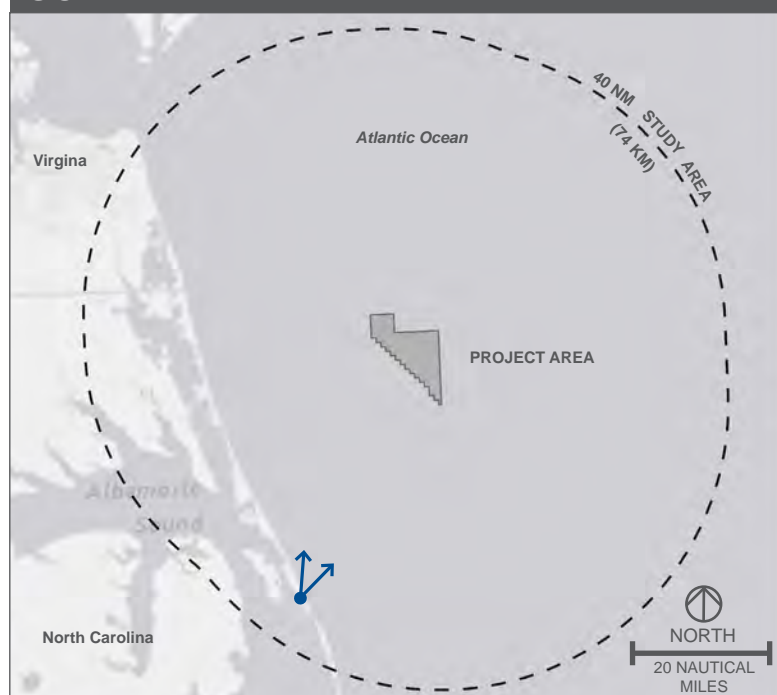 40 NM STUDY AREA
(74 KM)
Atlantic Ocean
Virgina
PROJECT AREA
Albemarle
Sound
North Carolina
NORTH
20 NAUTICAL
MILES